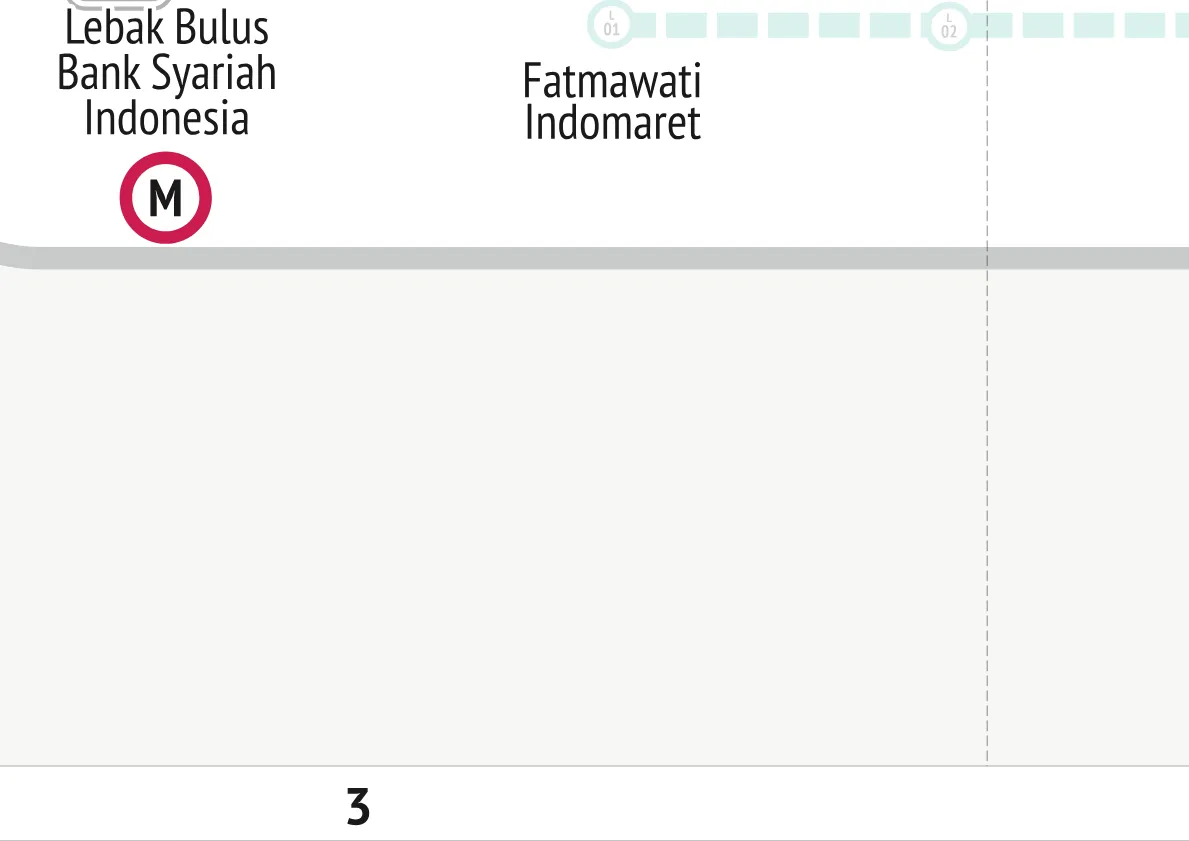 L
01
L
02
Lebak Bulus
Bank Syariah
Indonesia
M
Fatmawati
Indomaret
3